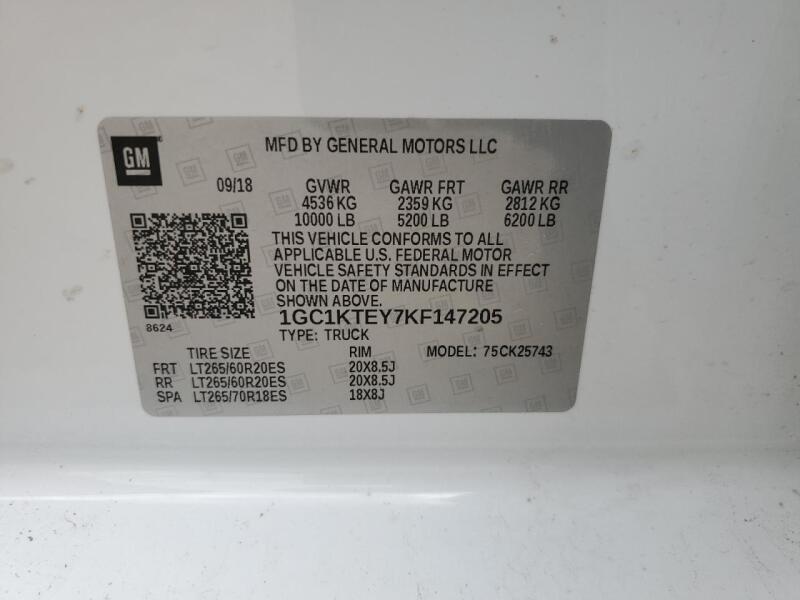 GM
MFD BY GENERAL MOTORS LLC
09/18 GVWR GAWR FRT GAWR RR
4536 KG 2359 KG 2812 KG
10000 LB 5200 LB 6200 LB
THIS VEHICLE CONFORMS TO ALL
APPLICABLE U.S. FEDERAL MOTOR
VEHICLE SAFETY STANDARDS IN EFFECT
ON THE DATE OF MANUFACTURE
SHOWN ABOVE.
1GC1KTEY7KF147205
8624
TYPE: TRUCK
TIRE SIZE RIM MODEL: 75CK25743
FRT LT265/60R20ES 20X8.5J
RR LT265/60R20ES 20X8.5J
SPA LT265/70R18ES 18X8J